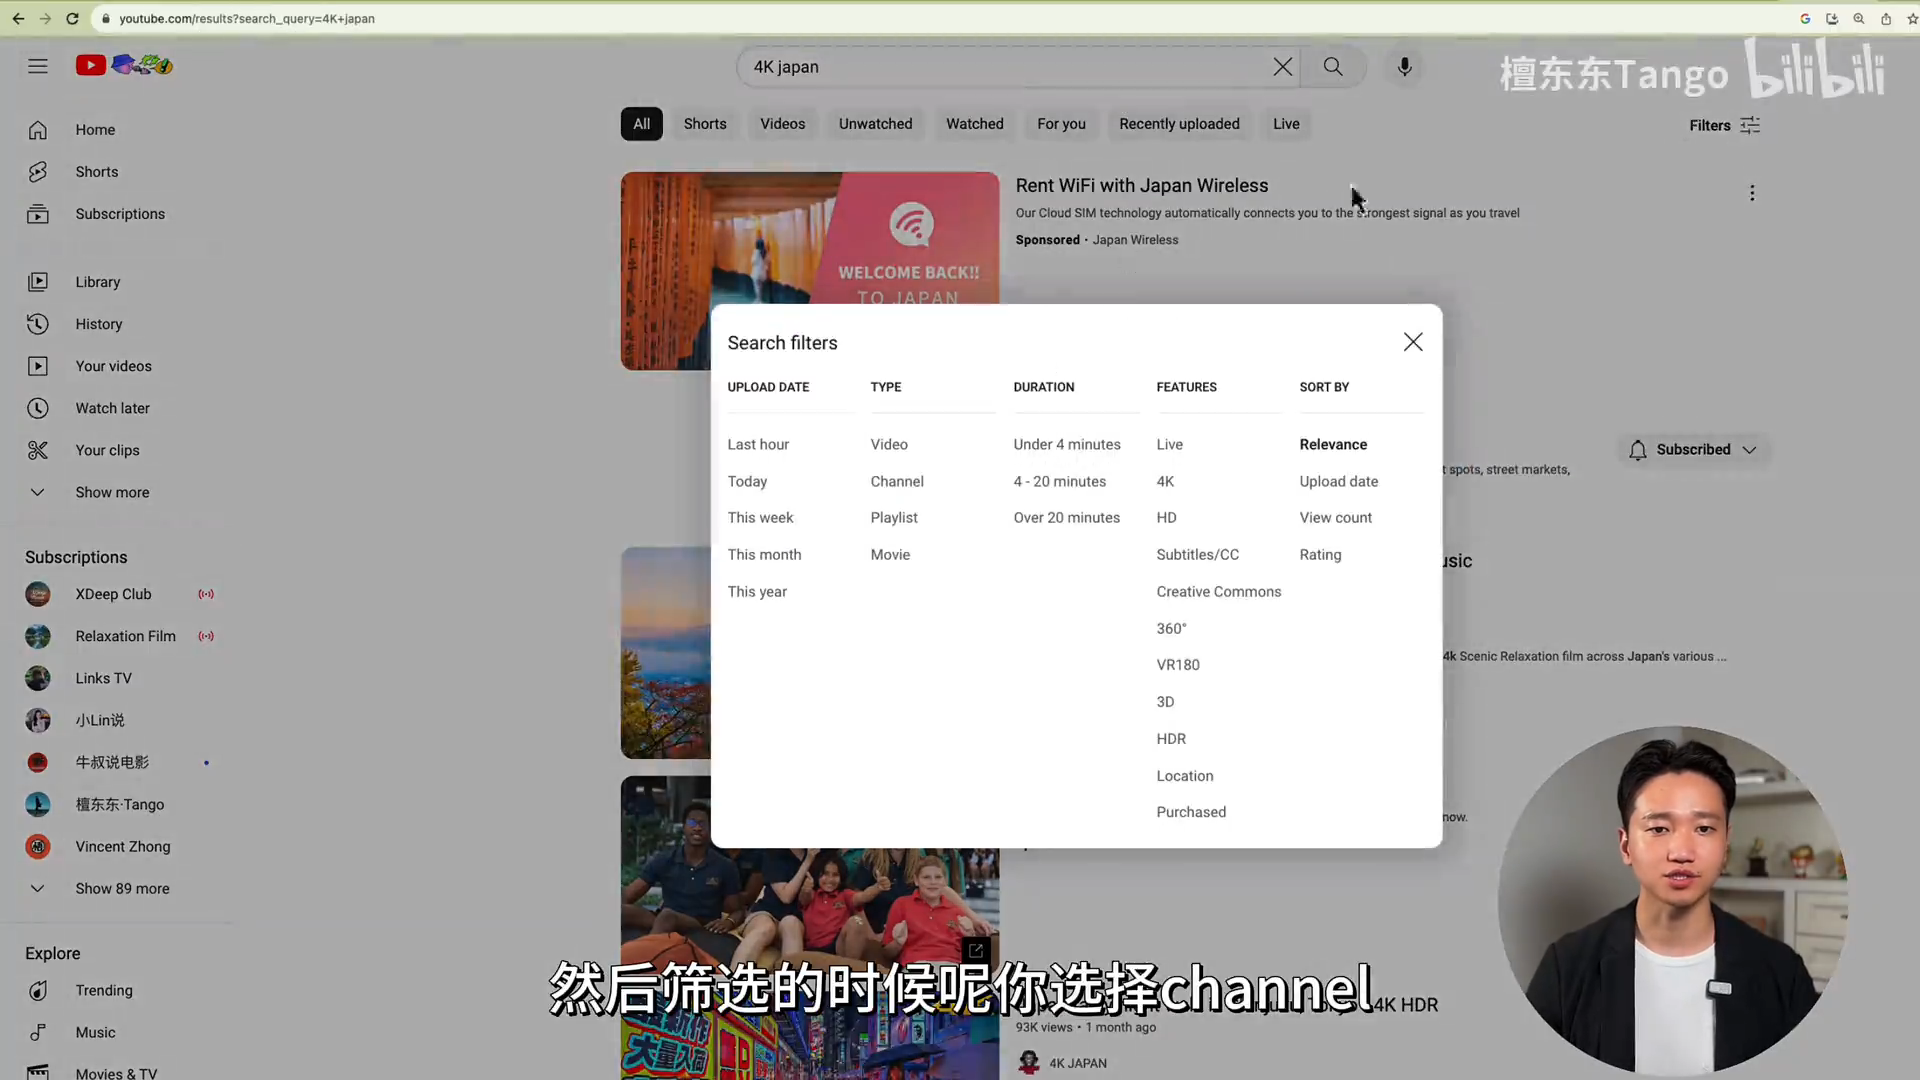 youtube.com/results?search_query=4K+japan
4K japan
檀东东Tango bilibili
All
Shorts
Videos
Unwatched
Watched
For you
Recently uploaded
Live
Filters
Home
Shorts
Subscriptions
Library
History
Your videos
Watch later
Your clips
Show more
Subscriptions
XDeep Club
Relaxation Film
Links TV
小Lin说
牛叔说电影
檀东东·Tango
Vincent Zhong
Show 89 more
Explore
Trending
Music
Movies & TV
WELCOME BACK!!
TO JAPAN
Rent WiFi with Japan Wireless
Our Cloud SIM technology automatically connects you to the strongest signal as you travel
Sponsored · Japan Wireless
Search filters
UPLOAD DATE
Last hour
Today
This week
This month
This year
TYPE
Video
Channel
Playlist
Movie
DURATION
Under 4 minutes
4 - 20 minutes
Over 20 minutes
FEATURES
Live
4K
HD
Subtitles/CC
Creative Commons
360°
VR180
3D
HDR
Location
Purchased
SORT BY
Relevance
Upload date
View count
Rating
Subscribed
t spots, street markets,
usic
4k Scenic Relaxation film across Japan's various ...
now.
然后筛选的时候呢你选择channel
4K HDR
93K views · 1 month ago
4K JAPAN
大量入荷